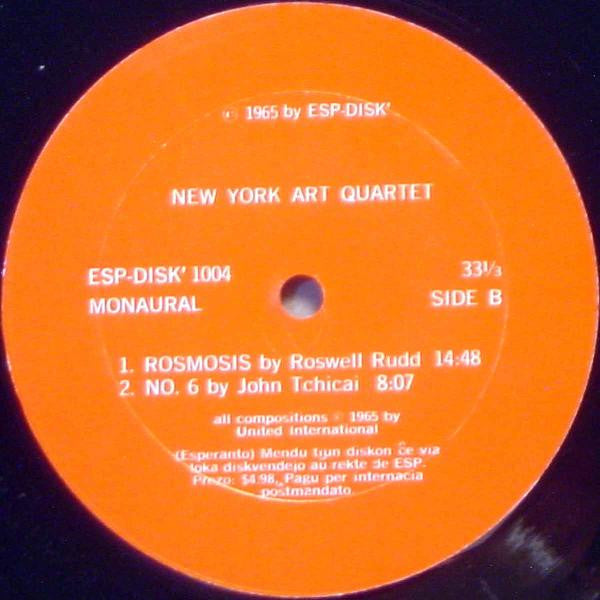 © 1965 by ESP-DISK'
NEW YORK ART QUARTET
ESP-DISK' 1004
MONAURAL
33⅓
SIDE B
1. ROSMOSIS by Roswell Rudd 14:48
2. NO. 6 by John Tchicai 8:07
all compositions © 1965 by
United International
(Esperanto) Mendu tiun diskon ĉe via
loka diskvendejo au rekte de ESP.
Prezo: $4.98, Pagu per internacia
postmandato